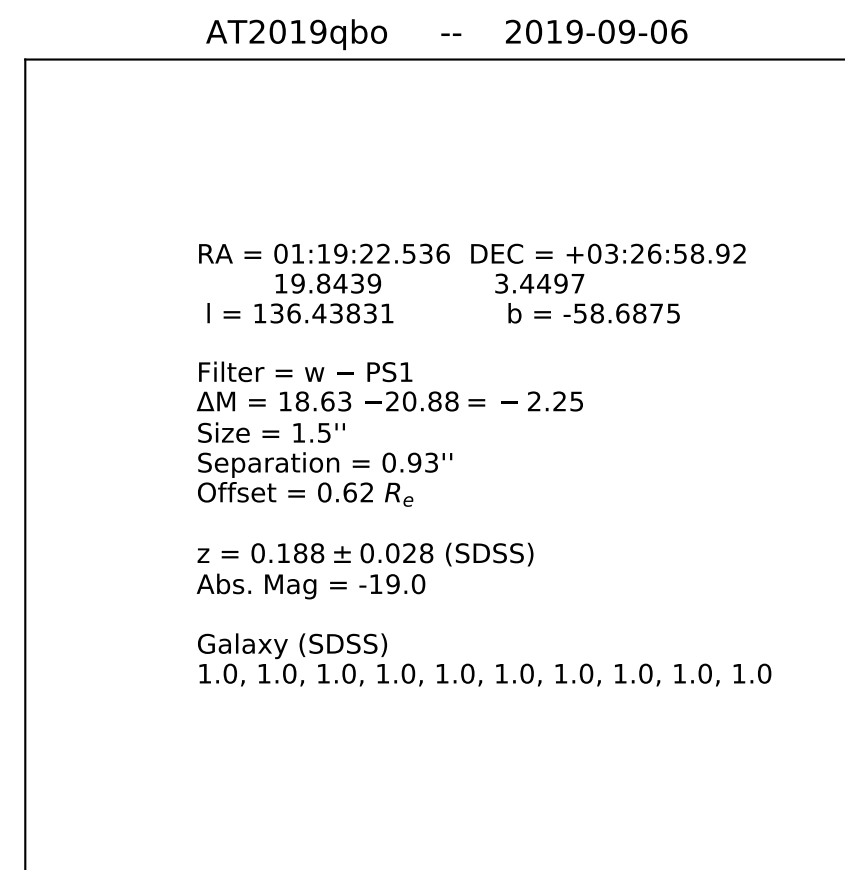 AT2019qbo -- 2019-09-06
RA = 01:19:22.536 DEC = +03:26:58.92
19.8439 3.4497
l = 136.43831 b = -58.6875
Filter = w − PS1
ΔM = 18.63 −20.88 = − 2.25
Size = 1.5''
Separation = 0.93''
Offset = 0.62 Rₑ
z = 0.188 ± 0.028 (SDSS)
Abs. Mag = -19.0
Galaxy (SDSS)
1.0, 1.0, 1.0, 1.0, 1.0, 1.0, 1.0, 1.0, 1.0, 1.0